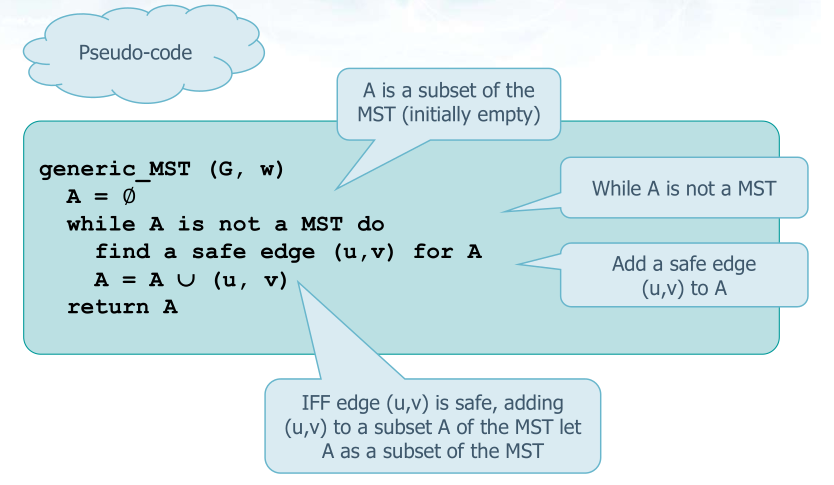 Pseudo-code
A is a subset of the
MST (initially empty)
generic_MST (G, w)
A = Ø
while A is not a MST do
find a safe edge (u,v) for A
A = A ∪ (u, v)
return A
While A is not a MST
Add a safe edge
(u,v) to A
IFF edge (u,v) is safe, adding
(u,v) to a subset A of the MST let
A as a subset of the MST